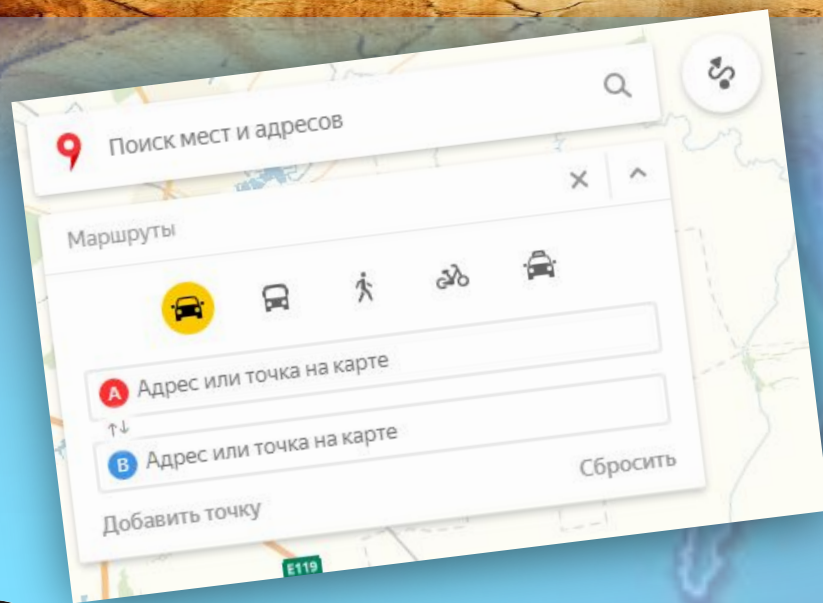 Поиск мест и адресов
Маршруты
A Адрес или точка на карте
B Адрес или точка на карте
Сбросить
Добавить точку
E119